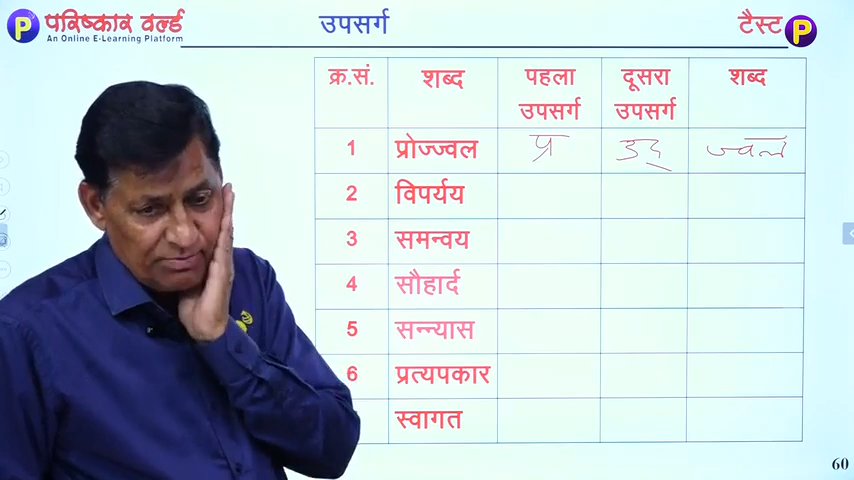 परिष्कार वर्ल्ड
An Online E-Learning Platform
उपसर्ग
टैस्ट
क्र.सं. शब्द पहला उपसर्ग दूसरा उपसर्ग शब्द
1 प्रोज्ज्वल प्र उद् ज्वल
2 विपर्यय
3 समन्वय
4 सौहार्द
5 सन्न्यास
6 प्रत्यपकार
स्वागत
60